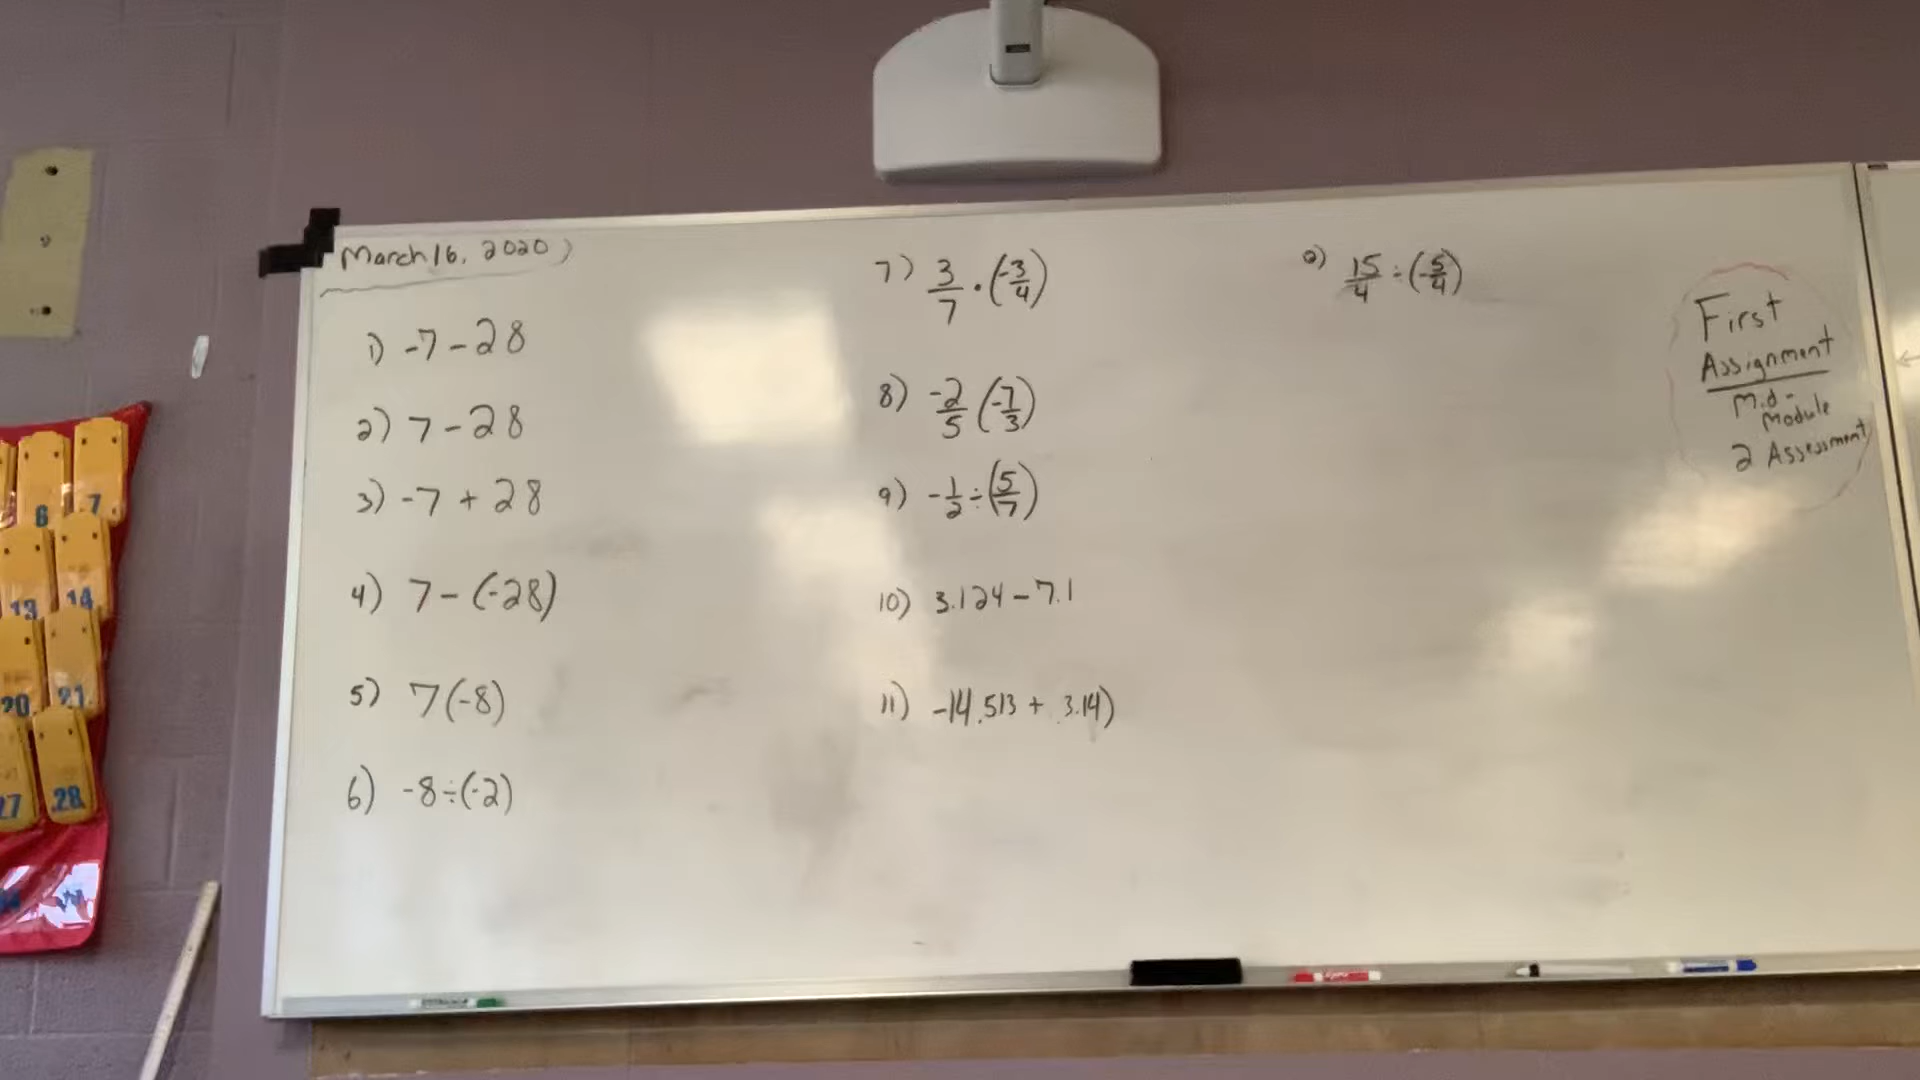 March 16, 2020
1) -7 - 28
2) 7 - 28
3) -7 + 28
4) 7 - (-28)
5) 7(-8)
6) -8 ÷ (-2)
7) 3/7 · (-3/4)
8) -2/5 (-7/3)
9) -1/2 ÷ (5/7)
10) 3.124 - 7.1
11) -14.513 + 3.14)
15/4 ÷ (-5/4)
First
Assignment
Mid-
Module
2 Assessment
6 7
13 14
20 21
27 28